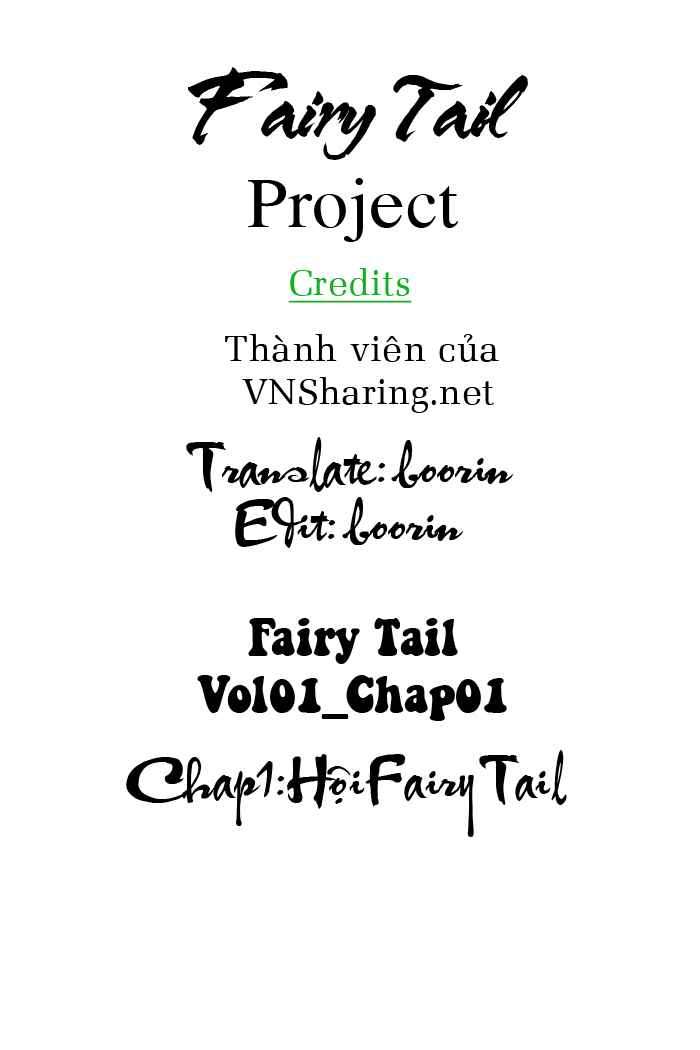 Fairy Tail
Project
Credits
Thành viên của
VNSharing.net
Translate: boorin
Edit: boorin
Fairy Tail
Vol01_Chap01
Chap1:Hội Fairy Tail